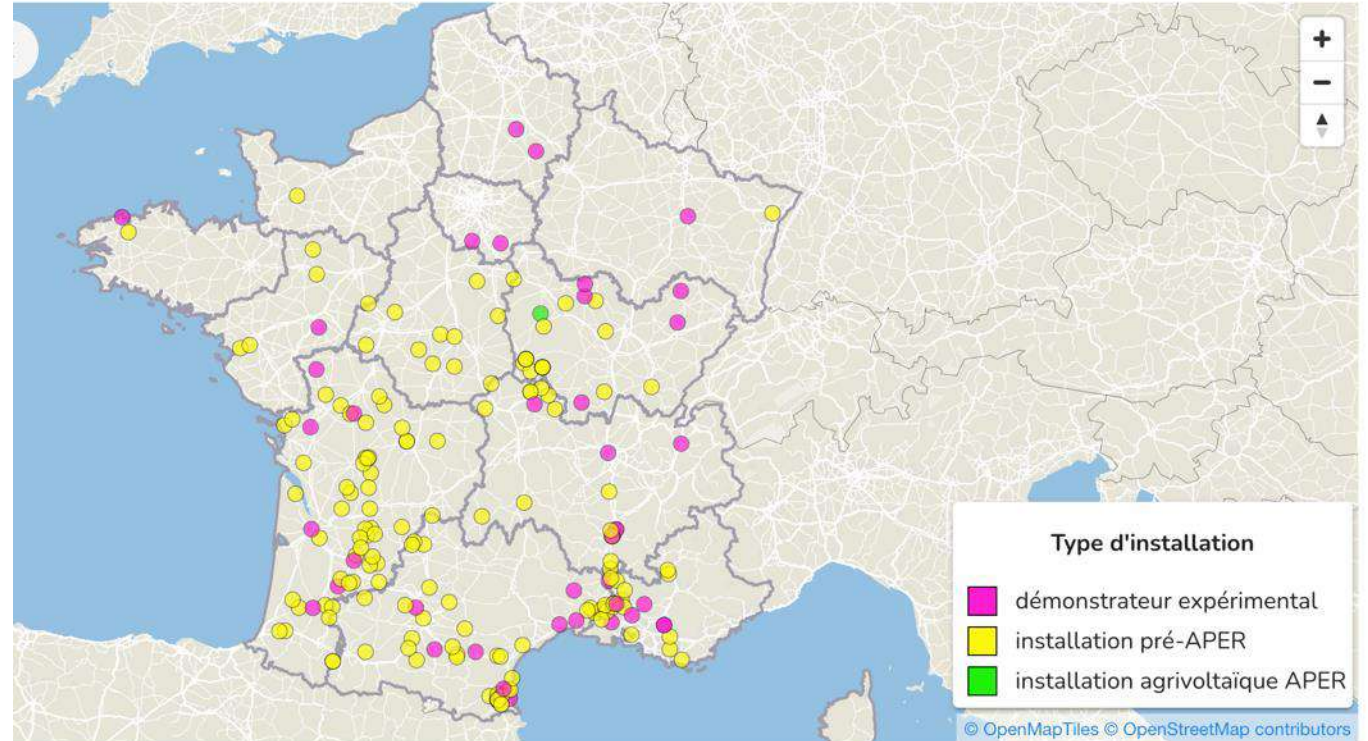 +
−
Type d'installation
démonstrateur expérimental
installation pré-APER
installation agrivoltaïque APER
© OpenMapTiles © OpenStreetMap contributors